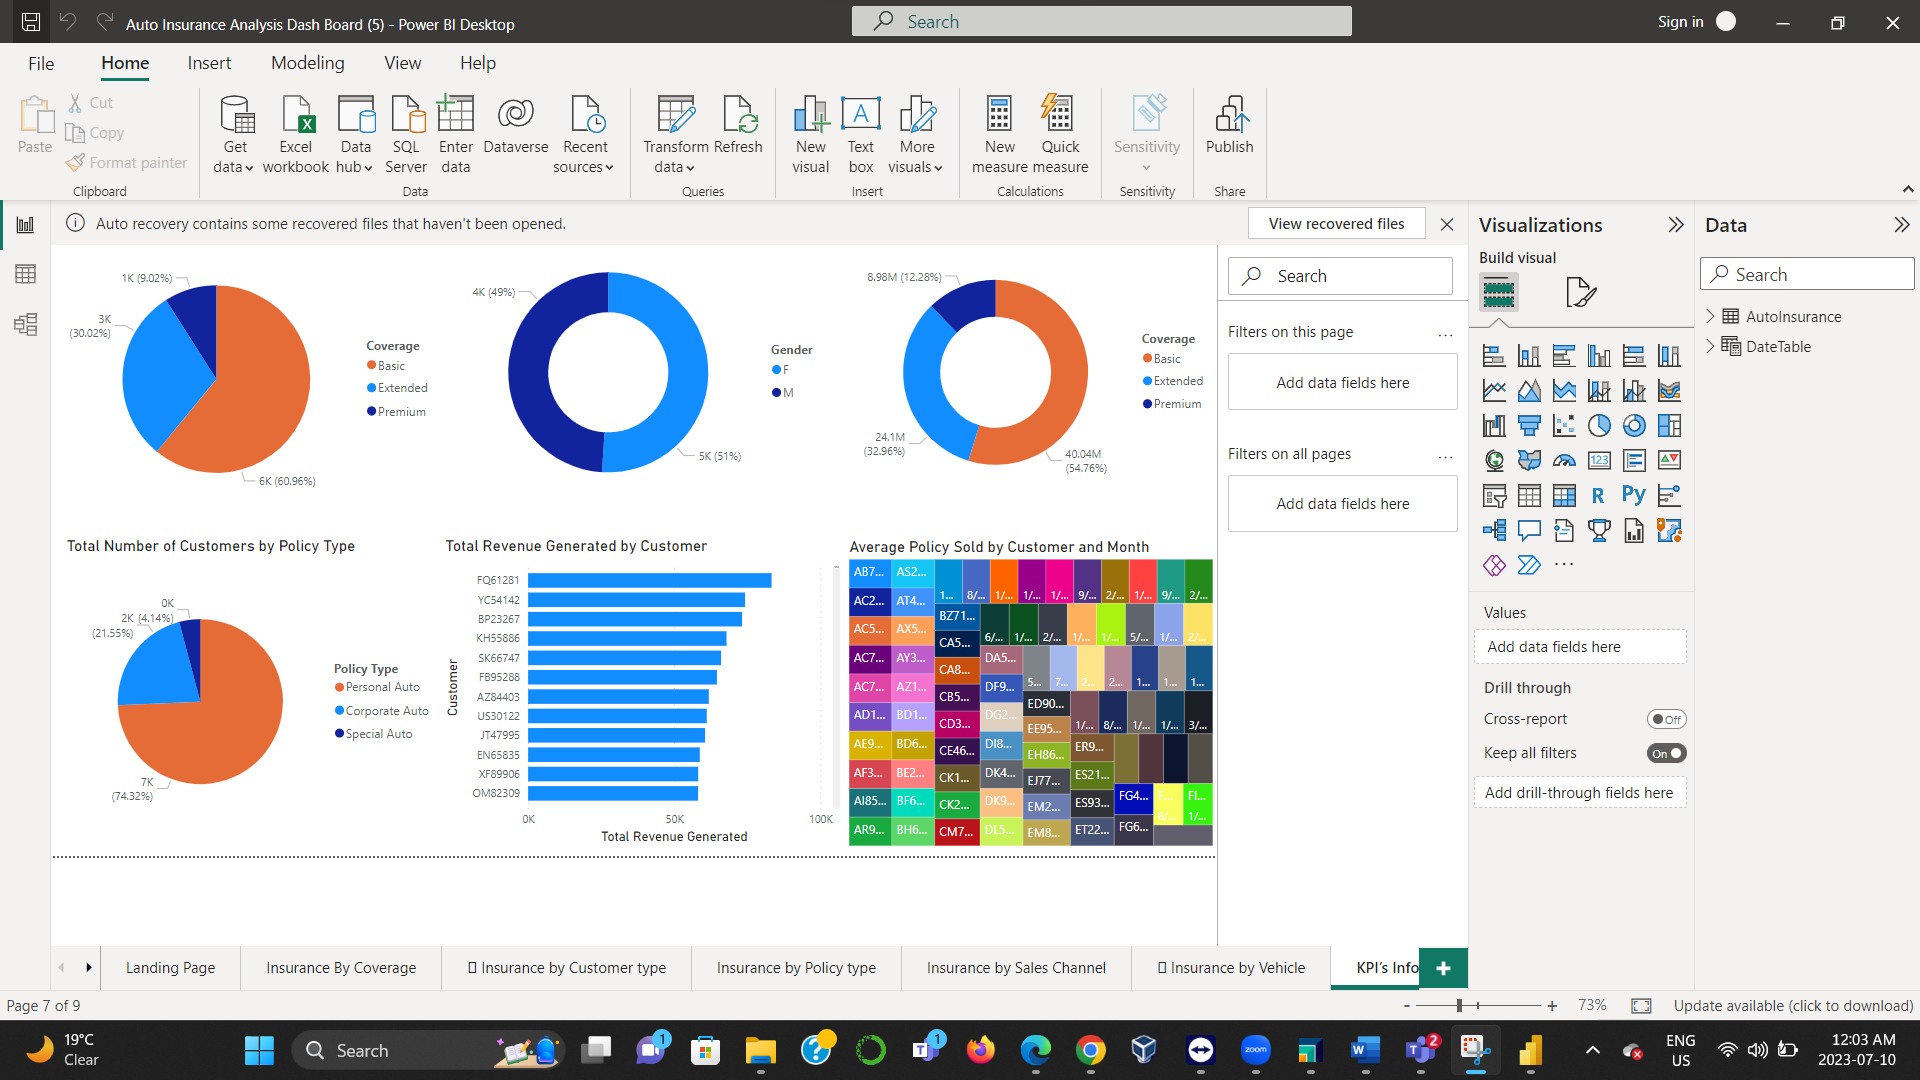 Auto Insurance Analysis Dash Board (5) - Power BI Desktop
Search
Sign in
File
Home
Insert
Modeling
View
Help
Paste
Cut
Copy
Format painter
Clipboard
Get data
Excel workbook
Data hub
SQL Server
Enter data
Dataverse
Recent sources
Data
Transform data
Refresh
Queries
New visual
Text box
More visuals
Insert
New measure
Quick measure
Calculations
Sensitivity
Sensitivity
Publish
Share
Auto recovery contains some recovered files that haven't been opened.
View recovered files
1K (9.02%)
3K
(30.02%)
6K (60.96%)
Coverage
Basic
Extended
Premium
4K (49%)
5K (51%)
Gender
F
M
8.98M (12.28%)
24.1M
(32.96%)
40.04M
(54.76%)
Coverage
Basic
Extended
Premium
Total Number of Customers by Policy Type
0K
2K (4.14%)
(21.55%)
7K
(74.32%)
Policy Type
Personal Auto
Corporate Auto
Special Auto
Total Revenue Generated by Customer
Customer
FQ61281
YC54142
BP23267
KH55886
SK66747
FB95288
AZ84403
US30122
JT47995
EN65835
XF89906
OM82309
0K
50K
100K
Total Revenue Generated
Average Policy Sold by Customer and Month
AB7...
AC2...
AC5...
AC7...
AC7...
AD1...
AE9...
AF3...
AI85...
AR9...
AS2...
AT4...
AX5...
AY3...
AZ1...
BD1...
BD6...
BE2...
BF6...
BH6...
1... 8/... 1/... 1/... 1/... 9/... 2/... 1/... 9/... 2/...
BZ71...
CA5...
CA8...
CB5...
CD3...
CE46...
CK1...
CK2...
CM7...
6/... 1/... 2/... 1/... 1/... 5/... 1/... 2/...
DA5...
DF9...
DG2...
DI8...
DK4...
DK9...
DL5...
5... 7... 2... 2... 1... 1... 1...
ED90...
EE95...
EH86...
EJ77...
EM2...
EM8...
1/... 8/... 1/... 1/... 3/...
ER9...
ES21...
ES93...
ET22...
FG4...
FG6...
F...
6/...
FI...
1/...
Search
Filters on this page
...
Add data fields here
Filters on all pages
...
Add data fields here
Visualizations
Build visual
123
R
Py
...
Values
Add data fields here
Drill through
Cross-report
Off
Keep all filters
On
Add drill-through fields here
Data
Search
AutoInsurance
DateTable
Landing Page
Insurance By Coverage
Insurance by Customer type
Insurance by Policy type
Insurance by Sales Channel
Insurance by Vehicle
KPI's Info
+
Page 7 of 9
- + 73%
Update available (click to download)
19°C
Clear
Search
1
1
zoom
2
ENG
US
12:03 AM
2023-07-10